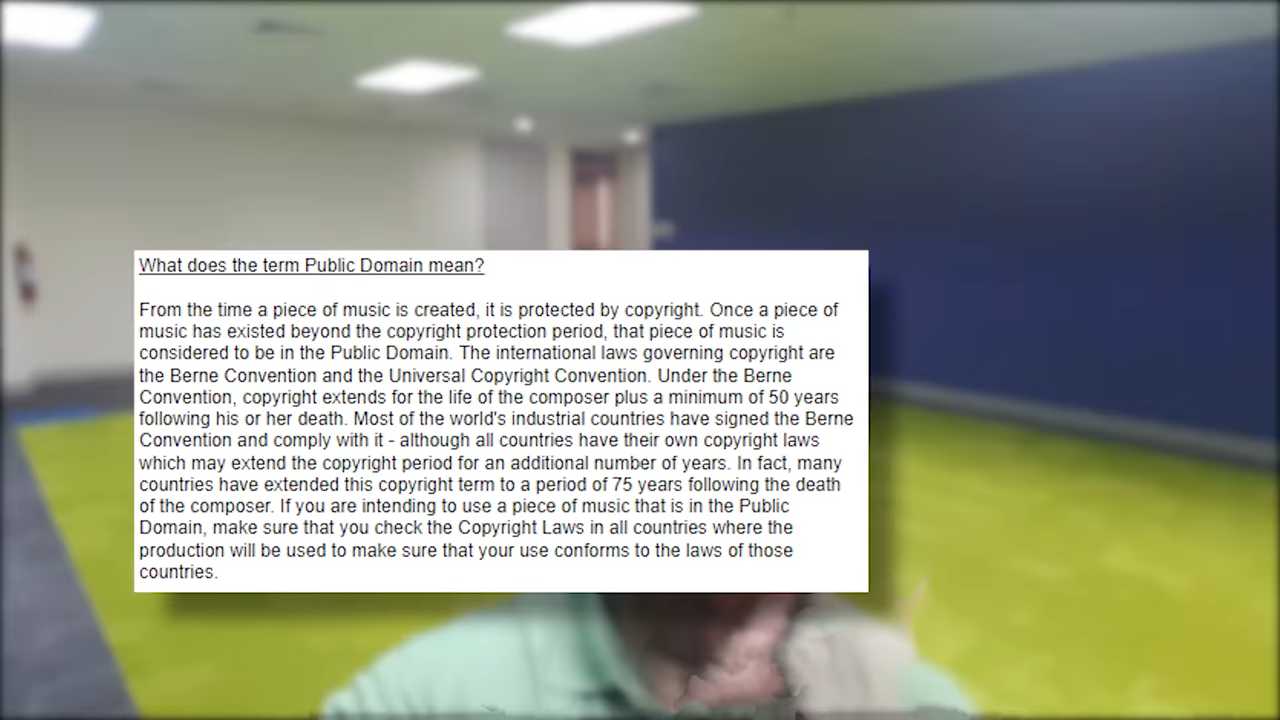 What does the term Public Domain mean?
From the time a piece of music is created, it is protected by copyright. Once a piece of
music has existed beyond the copyright protection period, that piece of music is
considered to be in the Public Domain. The international laws governing copyright are
the Berne Convention and the Universal Copyright Convention. Under the Berne
Convention, copyright extends for the life of the composer plus a minimum of 50 years
following his or her death. Most of the world's industrial countries have signed the Berne
Convention and comply with it - although all countries have their own copyright laws
which may extend the copyright period for an additional number of years. In fact, many
countries have extended this copyright term to a period of 75 years following the death
of the composer. If you are intending to use a piece of music that is in the Public
Domain, make sure that you check the Copyright Laws in all countries where the
production will be used to make sure that your use conforms to the laws of those
countries.